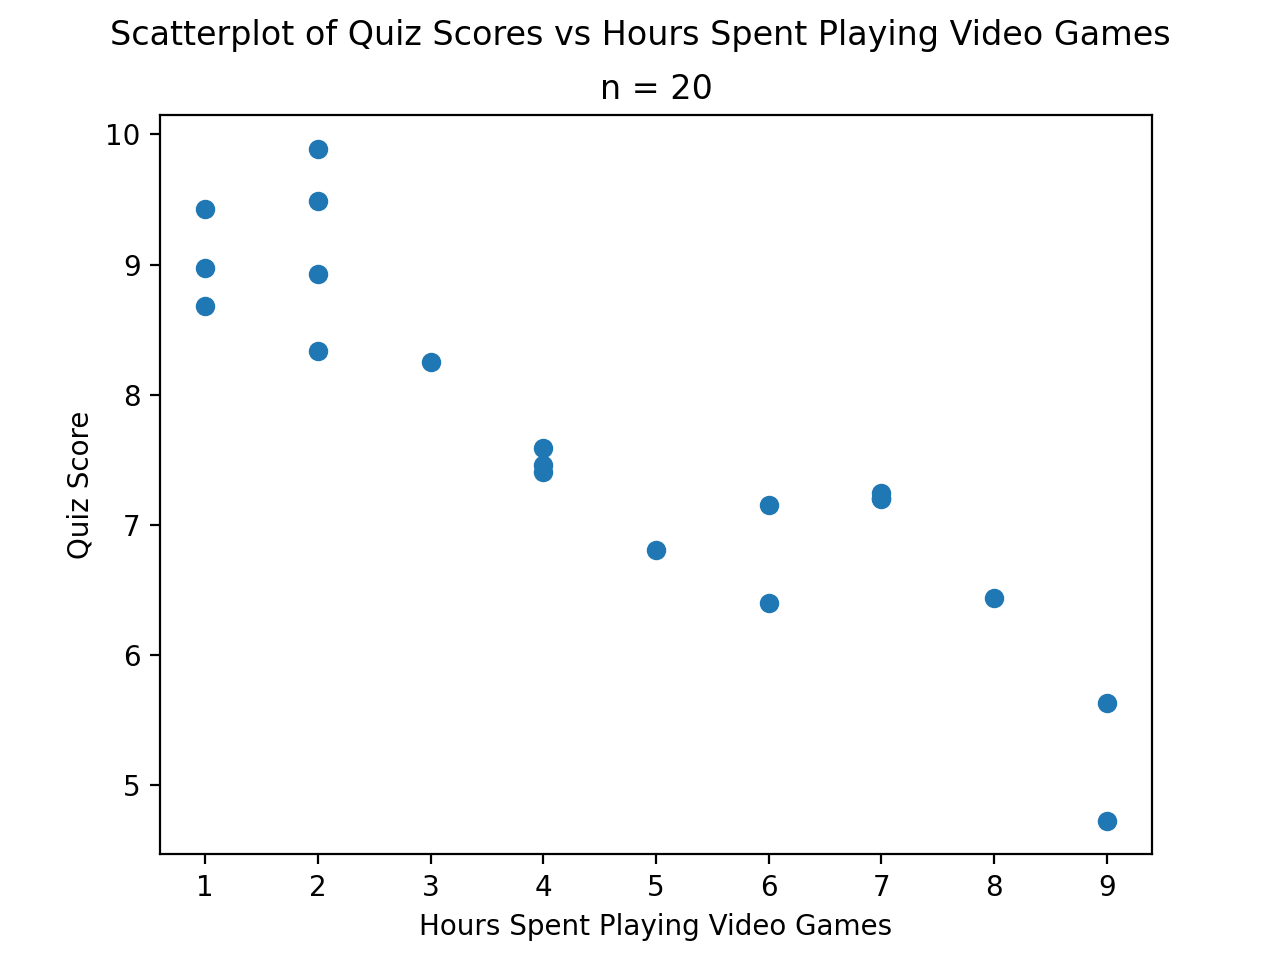 Scatterplot of Quiz Scores vs Hours Spent Playing Video Games
n = 20
10
9
8
7
6
5
Quiz Score
1 2 3 4 5 6 7 8 9
Hours Spent Playing Video Games